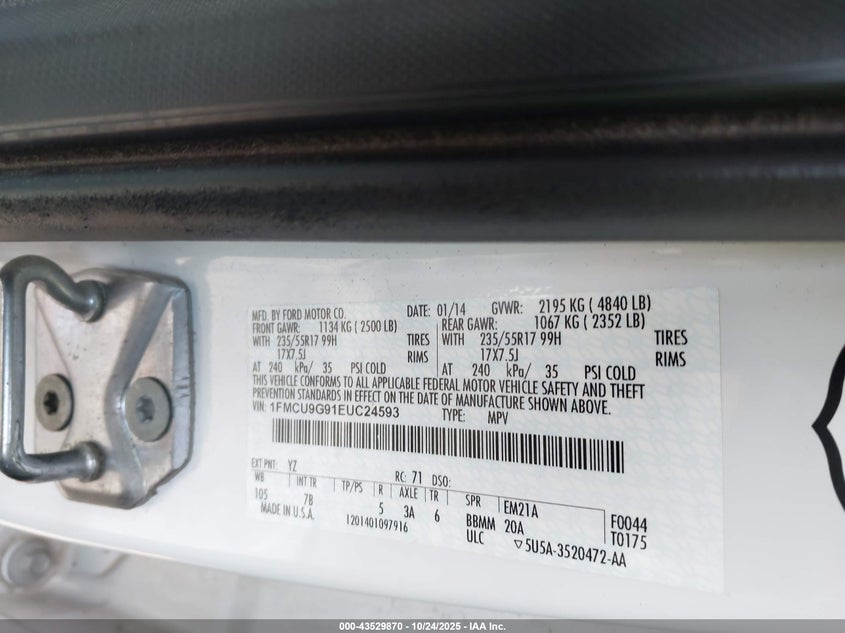 MFD. BY FORD MOTOR CO. DATE: 01/14 GVWR: 2195 KG ( 4840 LB)
FRONT GAWR: 1134 KG ( 2500 LB) REAR GAWR: 1067 KG ( 2352 LB)
WITH 235/55R17 99H TIRES WITH 235/55R17 99H TIRES
17X7.5J RIMS 17X7.5J RIMS
AT 240 kPa/ 35 PSI COLD AT 240 kPa/ 35 PSI COLD
THIS VEHICLE CONFORMS TO ALL APPLICABLE FEDERAL MOTOR VEHICLE SAFETY AND THEFT
PREVENTION STANDARDS IN EFFECT ON THE DATE OF MANUFACTURE SHOWN ABOVE.
VIN: 1FMCU9G91EUC24593 TYPE: MPV
EXT PNT: YZ RC: 71 DSO:
WB INT TR TP/PS R AXLE TR SPR EM21A F0044
105 7B 5 3A 6 BBMM 20A T0175
MADE IN U.S.A. 1201401097916 ULC ▽5U5A-3520472-AA
000-43529870 - 10/24/2025 - IAA Inc.